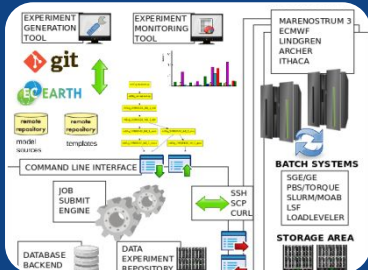 EXPERIMENT
GENERATION
TOOL
EXPERIMENT
MONITORING
TOOL
MARENOSTRUM 3
ECMWF
LINDGREN
ARCHER
ITHACA
git
EC EARTH
remote
repository
remote
repository
model
sources
templates
COMMAND LINE INTERFACE
BATCH SYSTEMS
JOB
SUBMIT
ENGINE
SSH
SCP
CURL
SGE/GE
PBS/TORQUE
SLURM/MOAB
LSF
LOADLEVELER
STORAGE AREA
DATABASE
BACKEND
DATA
EXPERIMENT
REPOSITORY